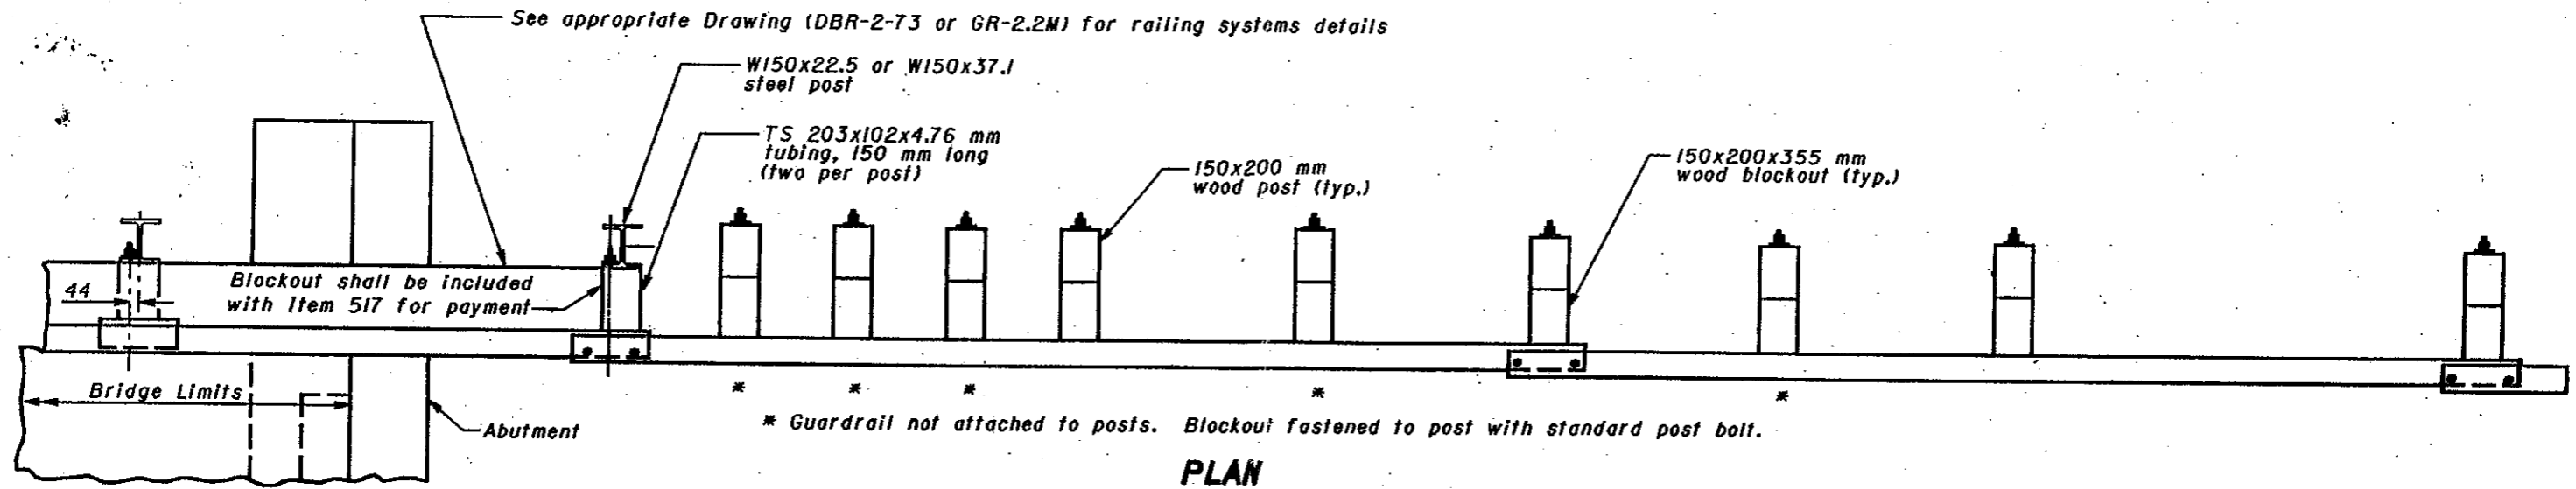 See appropriate Drawing (DBR-2-73 or GR-2.2M) for railing systems details
W150x22.5 or W150x37.1
steel post
TS 203x102x4.76 mm
tubing, 150 mm long
(two per post)
150x200 mm
wood post (typ.)
150x200x355 mm
wood blockout (typ.)
44
Blockout shall be included
with Item 517 for payment
Bridge Limits
Abutment
* * * * *
* Guardrail not attached to posts. Blockout fastened to post with standard post bolt.
PLAN